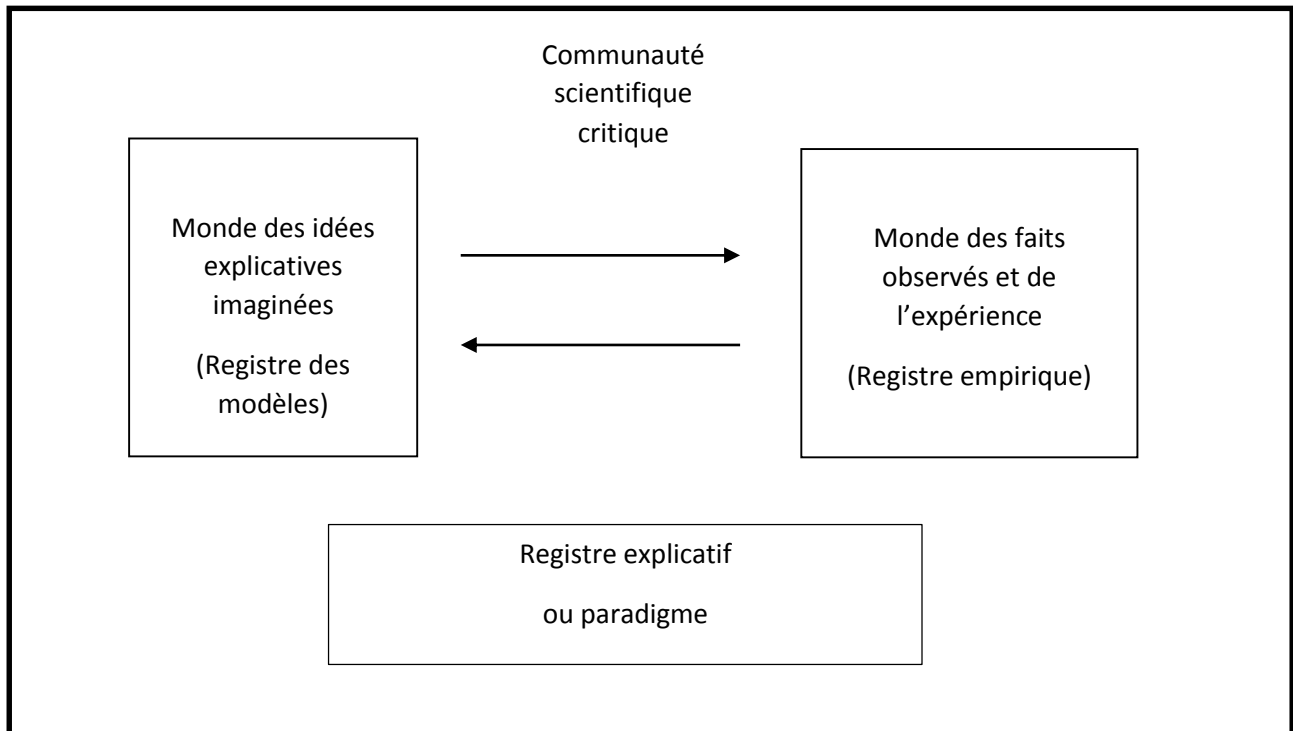 Communauté
scientifique
critique
Monde des idées
explicatives
imaginées
(Registre des
modèles)
Monde des faits
observés et de
l’expérience
(Registre empirique)
Registre explicatif
ou paradigme